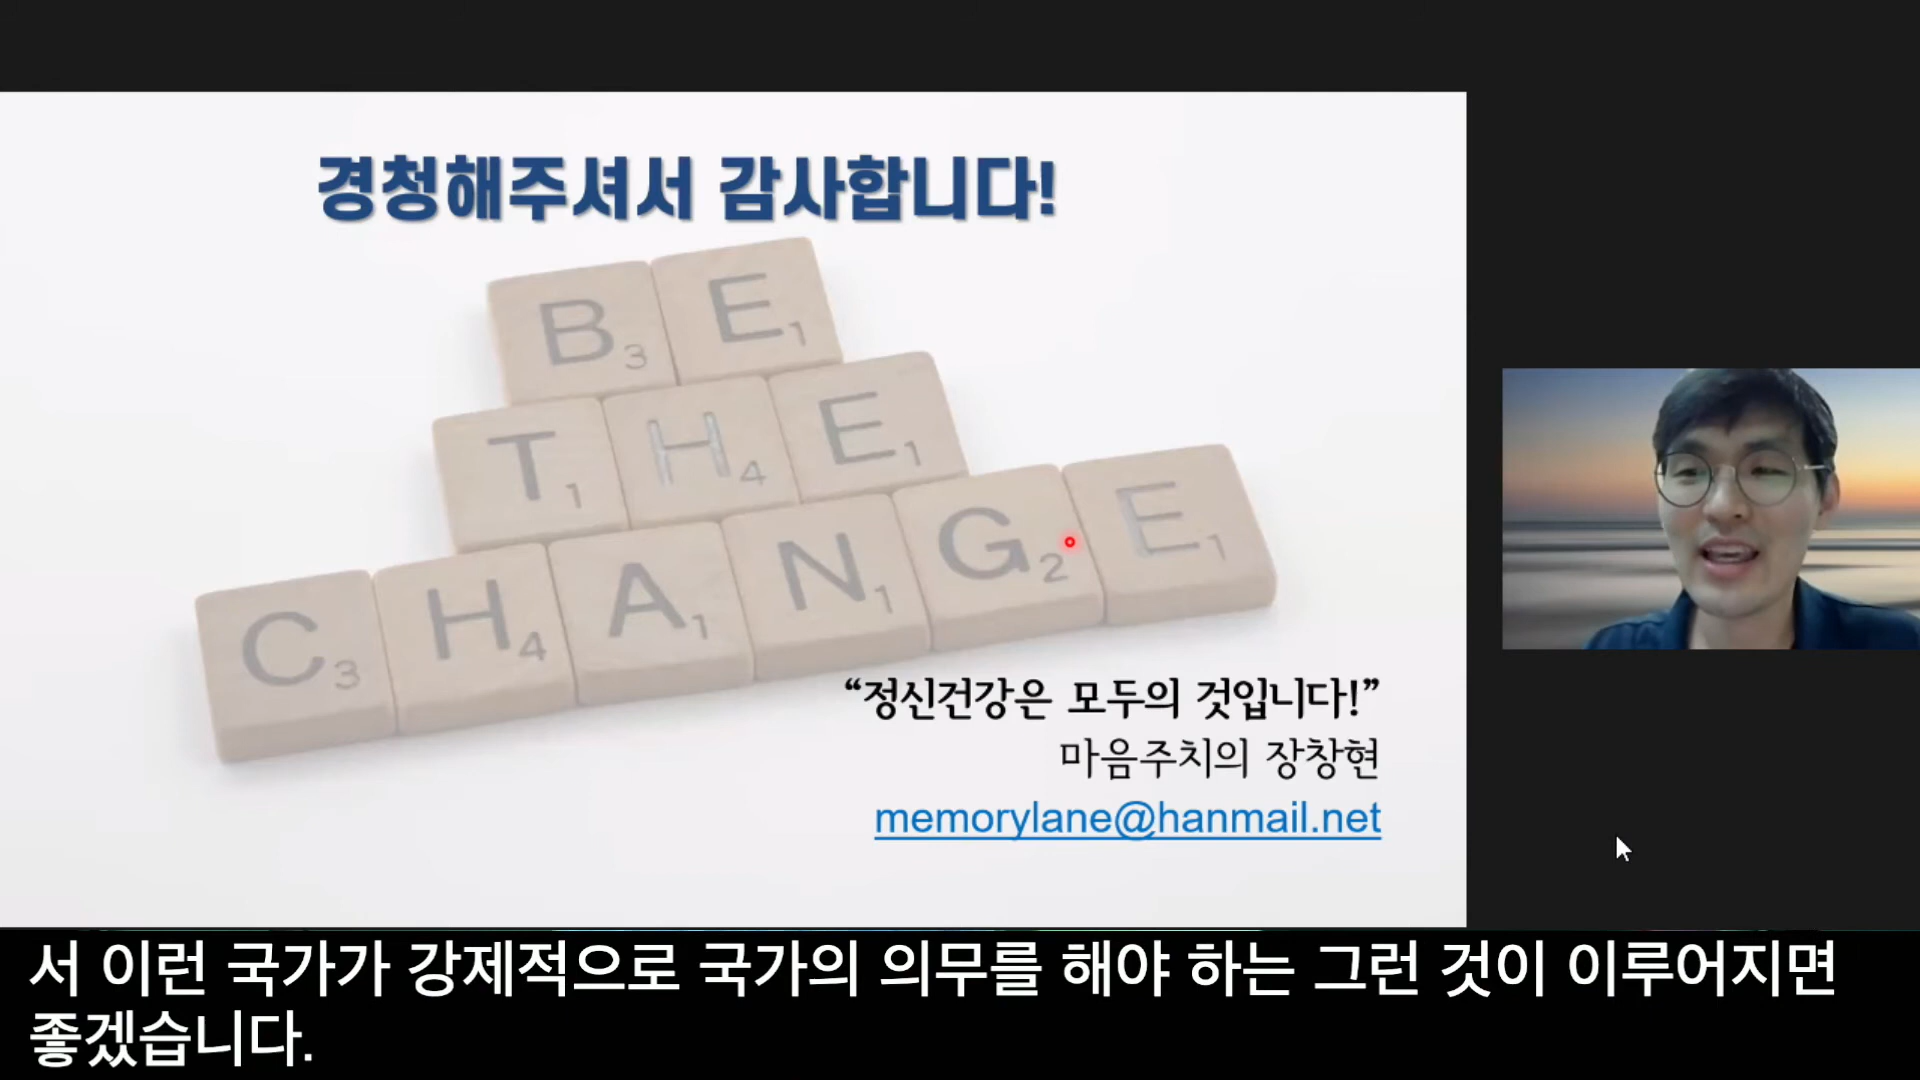 경청해주셔서 감사합니다!
B3 E1
T1 H4 E1
C3 H4 A1 N1 G2 E1
“정신건강은 모두의 것입니다!”
마음주치의 장창현
memorylane@hanmail.net
서 이런 국가가 강제적으로 국가의 의무를 해야 하는 그런 것이 이루어지면
좋겠습니다.